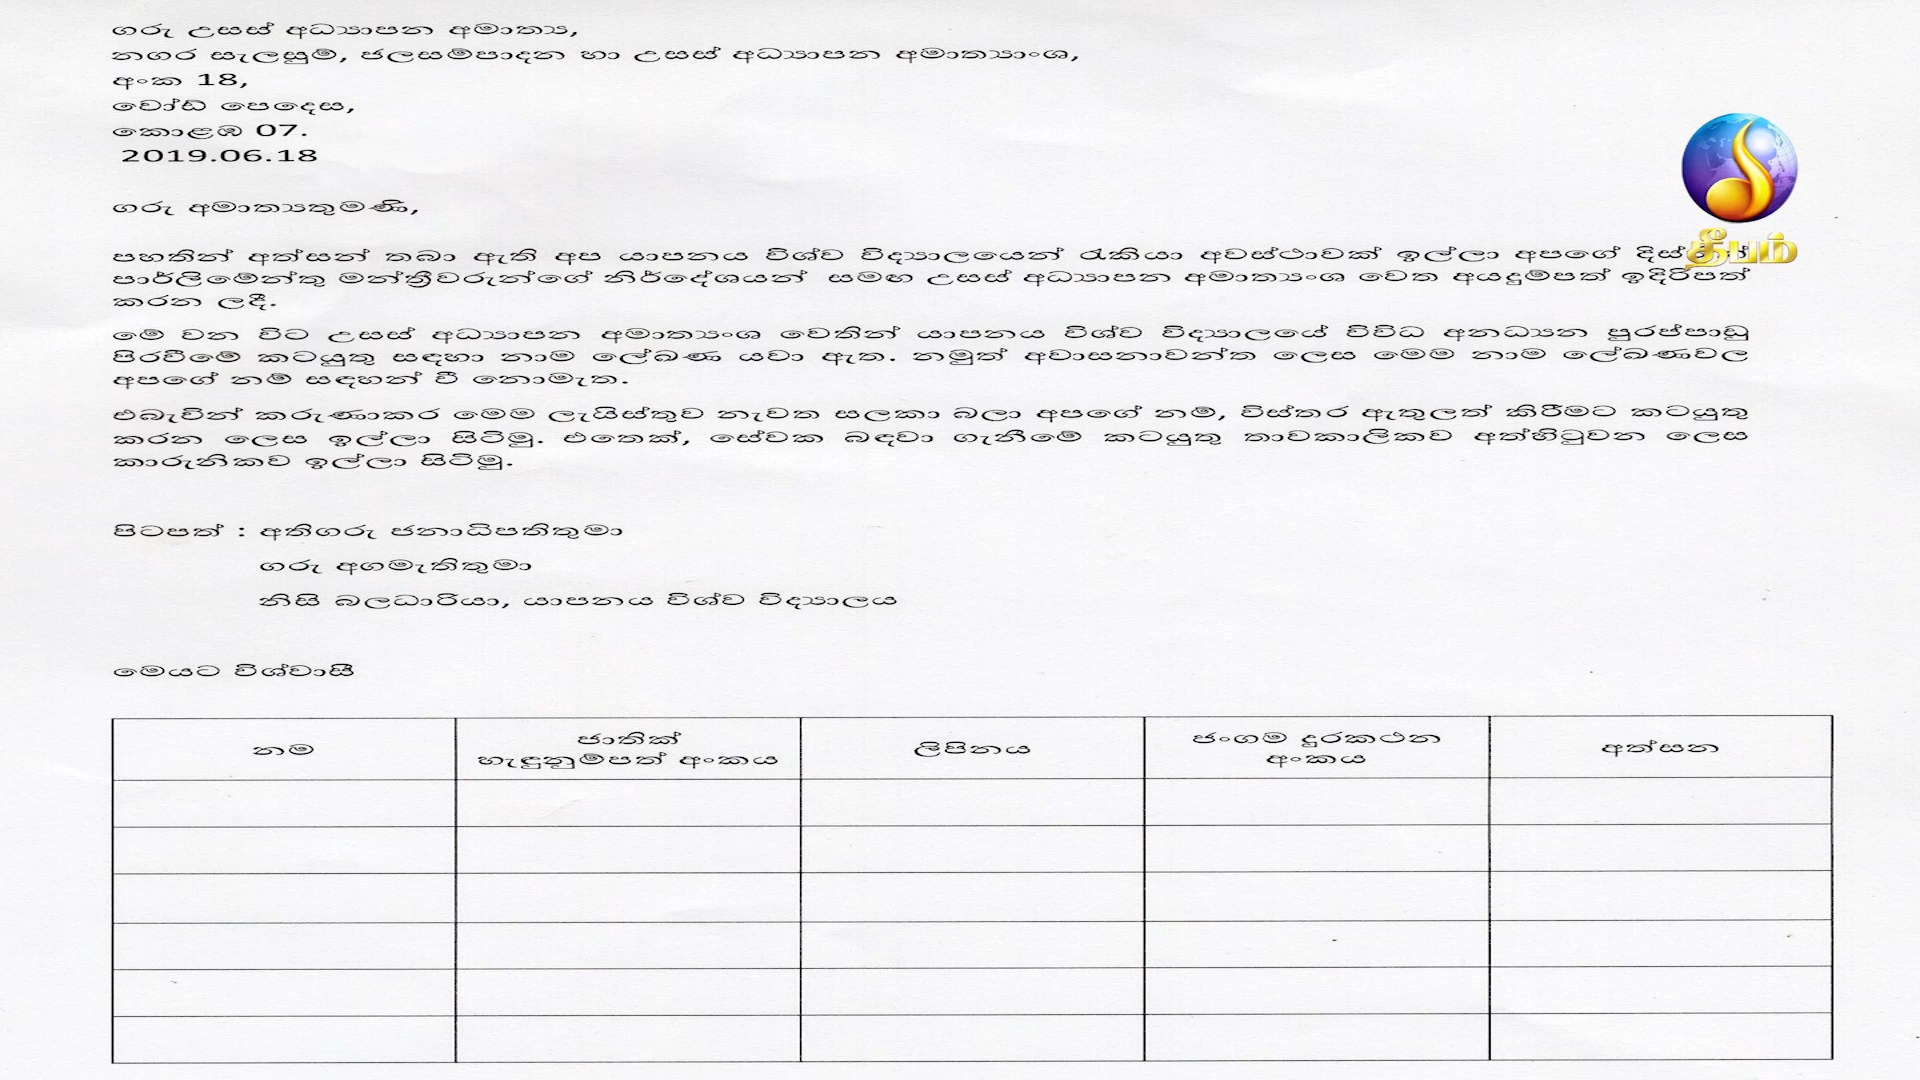 ගරු උසස් අධ්‍යාපන අමාත්‍ය,
නගර සැලසුම්, ජලසම්පාදන හා උසස් අධ්‍යාපන අමාත්‍යාංශ,
අංක 18,
වෝඩ් පෙදෙස,
කොළඹ 07.
2019.06.18
ගරු අමාත්‍යතුමණි,
පහතින් අත්සන් තබා ඇති අප යාපනය විශ්ව විද්‍යාලයෙන් රැකියා අවස්ථාවක් ඉල්ලා අපගේ
පාර්ලිමේන්තු මන්ත්‍රීවරුන්ගේ නිර්දේශයන් සමඟ උසස් අධ්‍යාපන අමාත්‍යංශ වෙත අයදුම්පත් ඉදිරිපත්
කරන ලදී.
මේ වන විට උසස් අධ්‍යාපන අමාත්‍යංශ වෙතින් යාපනය විශ්ව විද්‍යාලයේ විවිධ අනධ්‍යන පුරප්පාඩු
පිරවීමේ කටයුතු සඳහා නාම ලේඛණ යවා ඇත. නමුත් අවාසනාවන්ත ලෙස මෙම නාම ලේඛණවල
අපගේ නම් සඳහන් වී නොමැත.
එබැවින් කරුණාකර මෙම ලැයිස්තුව නැවත සලකා බලා අපගේ නම්, විස්තර ඇතුලත් කිරීමට කටයුතු
කරන ලෙස ඉල්ලා සිටිමු. එතෙක්, සේවක බඳවා ගැනීමේ කටයුතු තාවකාලිකව අත්හිටුවන ලෙස
කාරුනිකව ඉල්ලා සිටිමු.
පිටපත් : අතිගරු ජනාධිපතිතුමා
ගරු අගමැතිතුමා
නිසි බලධාරියා, යාපනය විශ්ව විද්‍යාලය
මෙයට විශ්වාසී
නම
ජාතික්
හැඳුනුම්පත් අංකය
ලිපිනය
ජංගම දුරකථන
අංකය
අත්සන
தீபம்